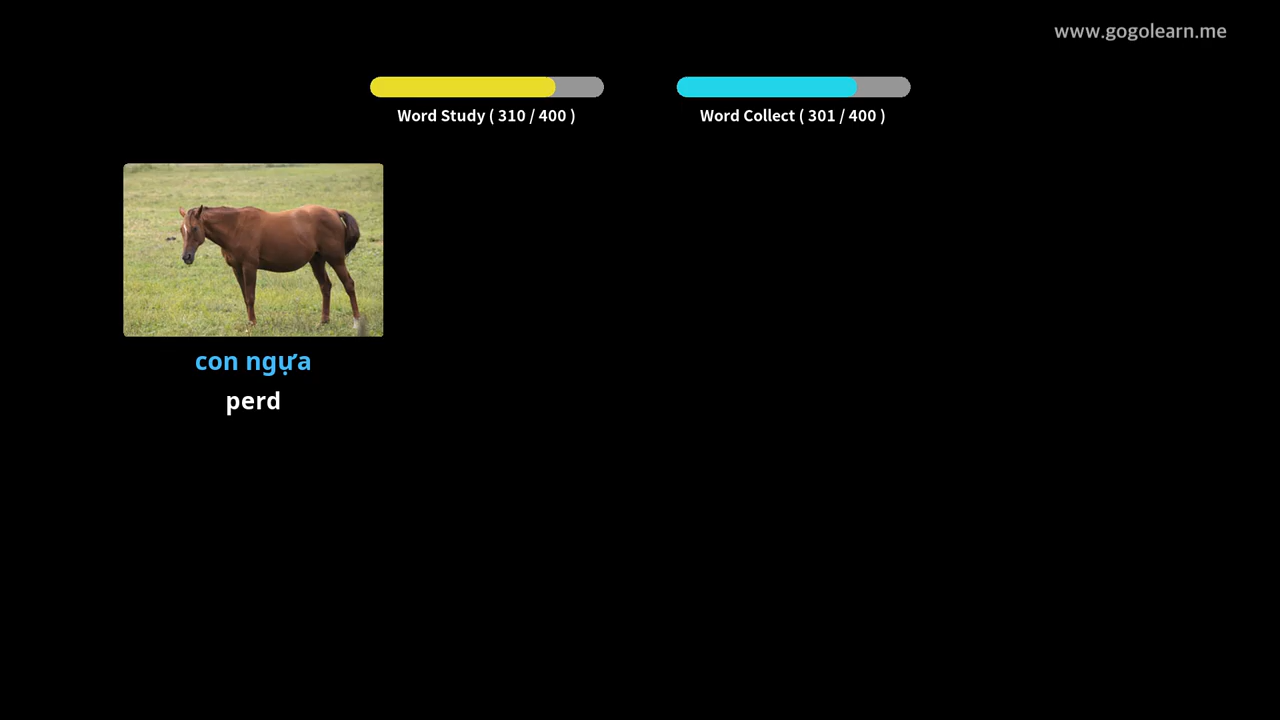 www.gogolearn.me
Word Study ( 310 / 400 )
Word Collect ( 301 / 400 )
con ngựa
perd